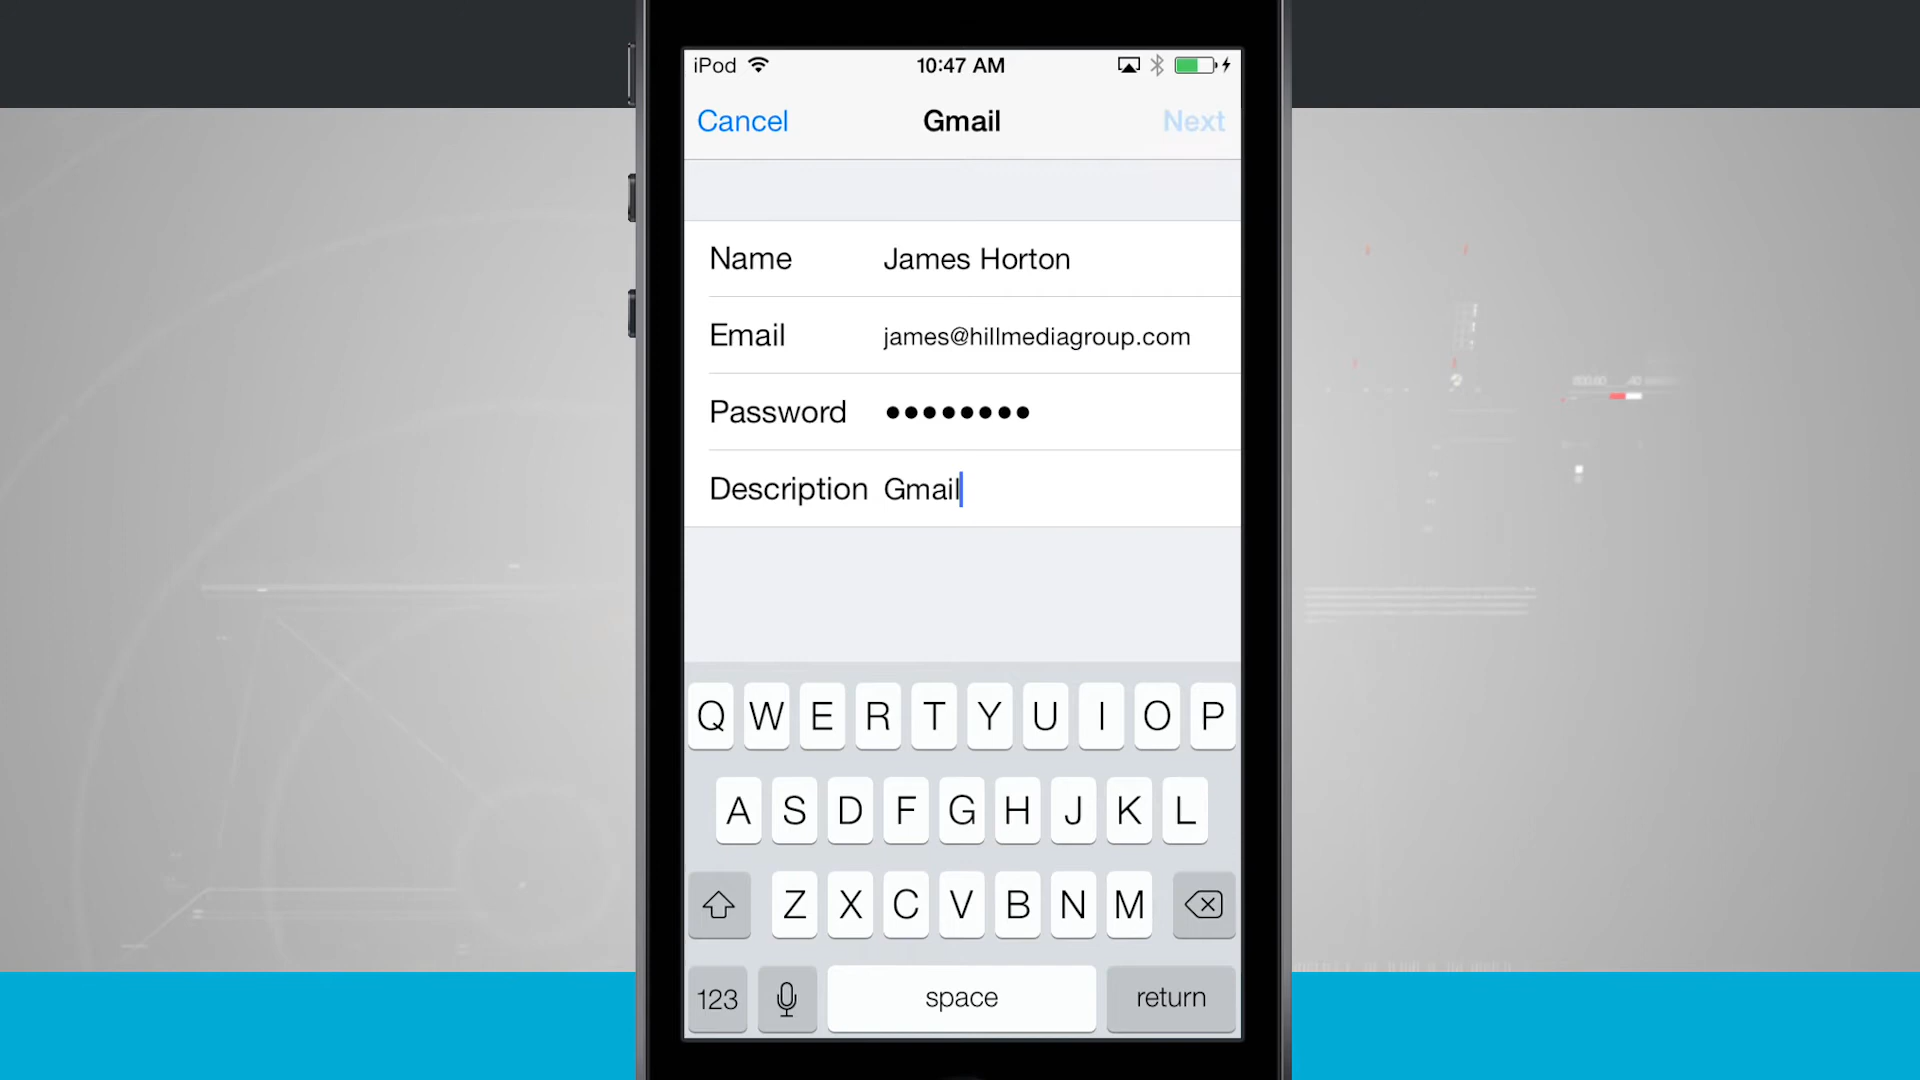 iPod 10:47 AM
Cancel Gmail Next
Name James Horton
Email james@hillmediagroup.com
Password ••••••••
Description Gmail
Q W E R T Y U I O P
A S D F G H J K L
Z X C V B N M
123 space return